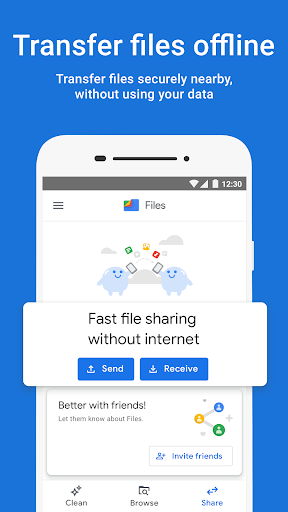 Transfer files offline
Transfer files securely nearby,
without using your data
12:30
Files
Fast file sharing
without internet
Send
Receive
Better with friends!
Let them know about Files.
Invite friends
Clean
Browse
Share